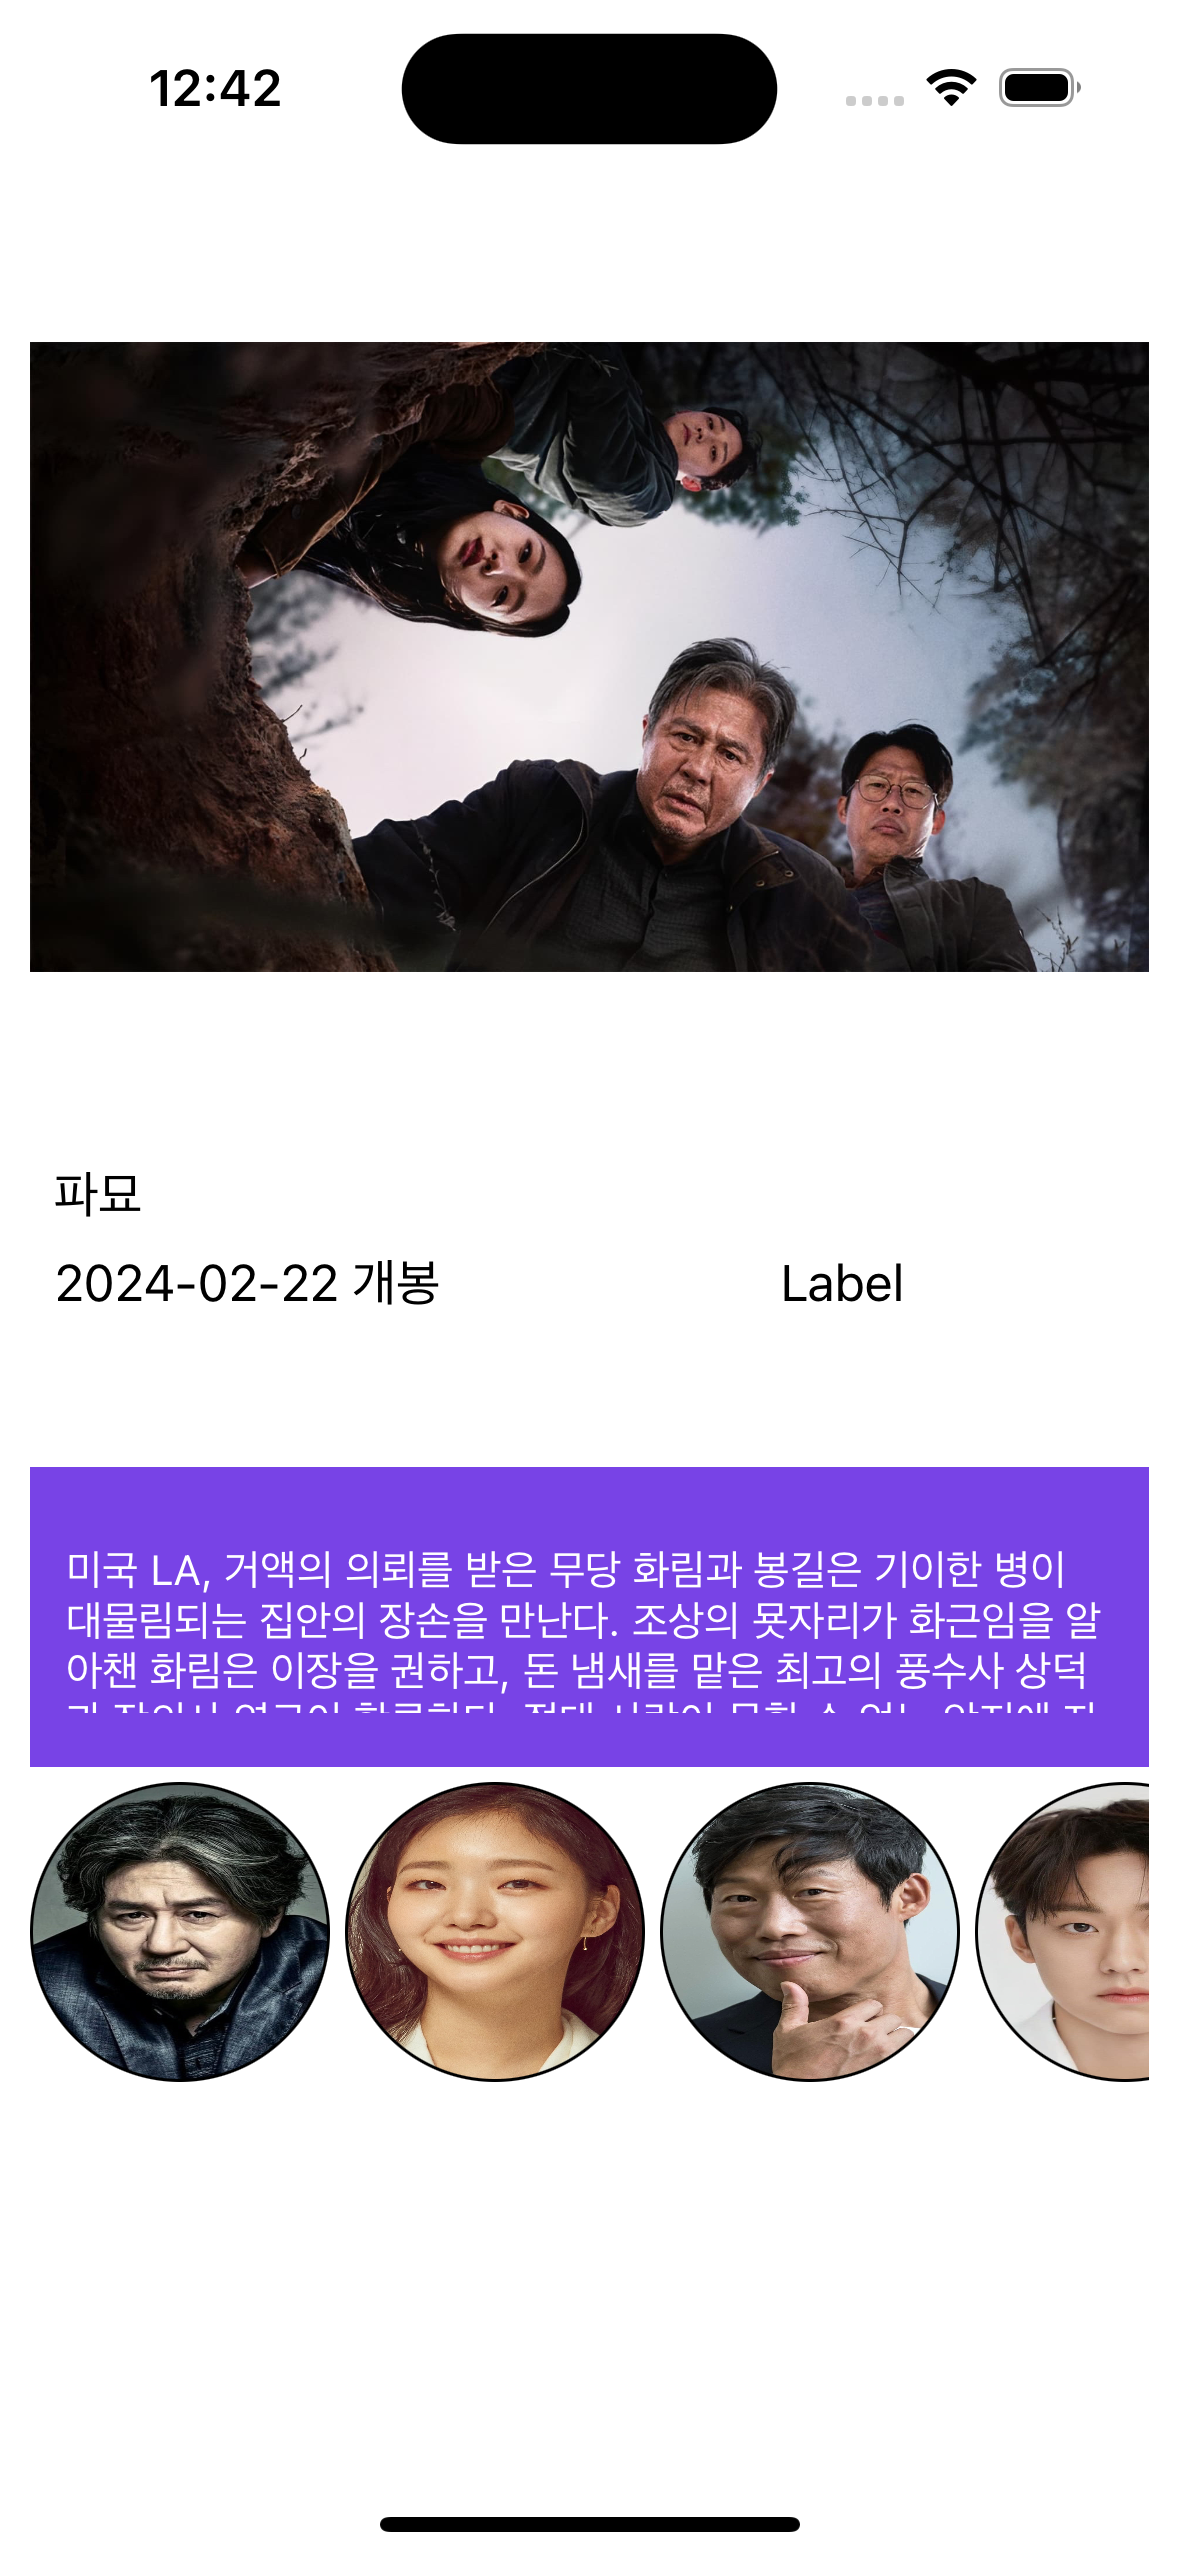 12:42
파묘
2024-02-22 개봉
Label
미국 LA, 거액의 의뢰를 받은 무당 화림과 봉길은 기이한 병이
대물림되는 집안의 장손을 만난다. 조상의 묫자리가 화근임을 알
아챈 화림은 이장을 권하고, 돈 냄새를 맡은 최고의 풍수사 상덕